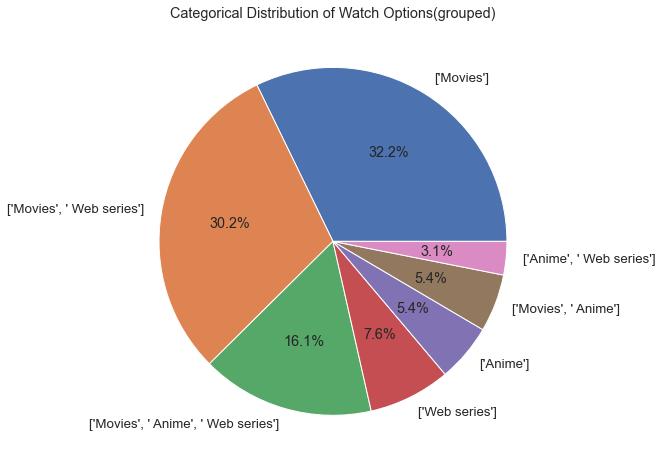 Categorical Distribution of Watch Options(grouped)
['Movies']
32.2%
['Movies', ' Web series']
30.2%
['Movies', ' Anime', ' Web series']
16.1%
['Web series']
7.6%
['Anime']
5.4%
['Movies', ' Anime']
5.4%
['Anime', ' Web series']
3.1%